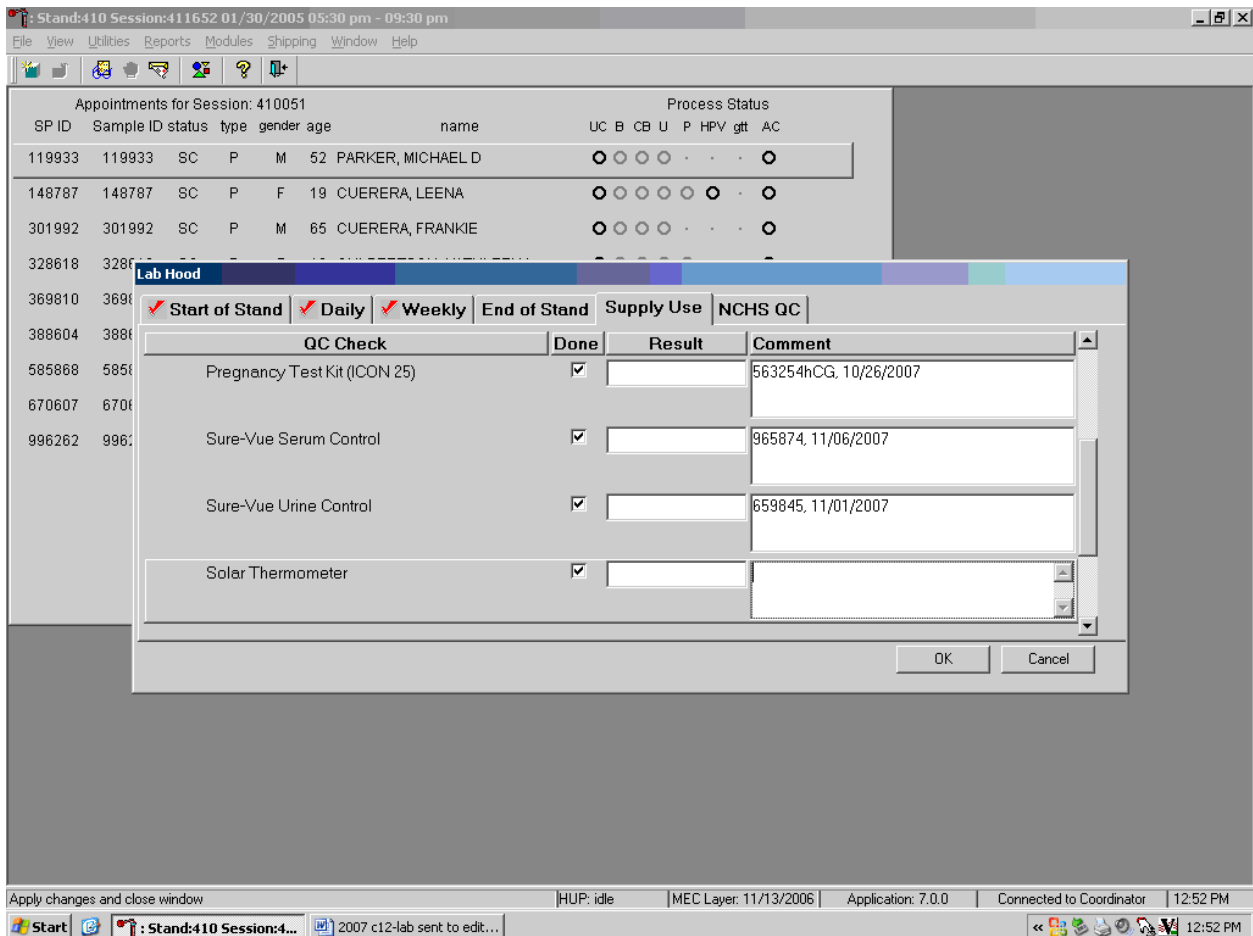 : Stand:410 Session:411652 01/30/2005 05:30 pm - 09:30 pm
File View Utilities Reports Modules Shipping Window Help
Appointments for Session: 410051 Process Status
SP ID Sample ID status type gender age name UC B CB U P HPV gtt AC
119933 119933 SC P M 52 PARKER, MICHAEL D
148787 148787 SC P F 19 CUERERA, LEENA
301992 301992 SC P M 65 CUERERA, FRANKIE
328618
Lab Hood
369810
Start of Stand Daily Weekly End of Stand Supply Use NCHS QC
388604
QC Check Done Result Comment
585868
Pregnancy Test Kit (ICON 25) 563254hCG, 10/26/2007
670607
996262
Sure-Vue Serum Control 965874, 11/06/2007
Sure-Vue Urine Control 659845, 11/01/2007
Solar Thermometer
OK Cancel
Apply changes and close window HUP: idle MEC Layer: 11/13/2006 Application: 7.0.0 Connected to Coordinator 12:52 PM
Start : Stand:410 Session:4... 2007 c12-lab sent to edit... « 12:52 PM